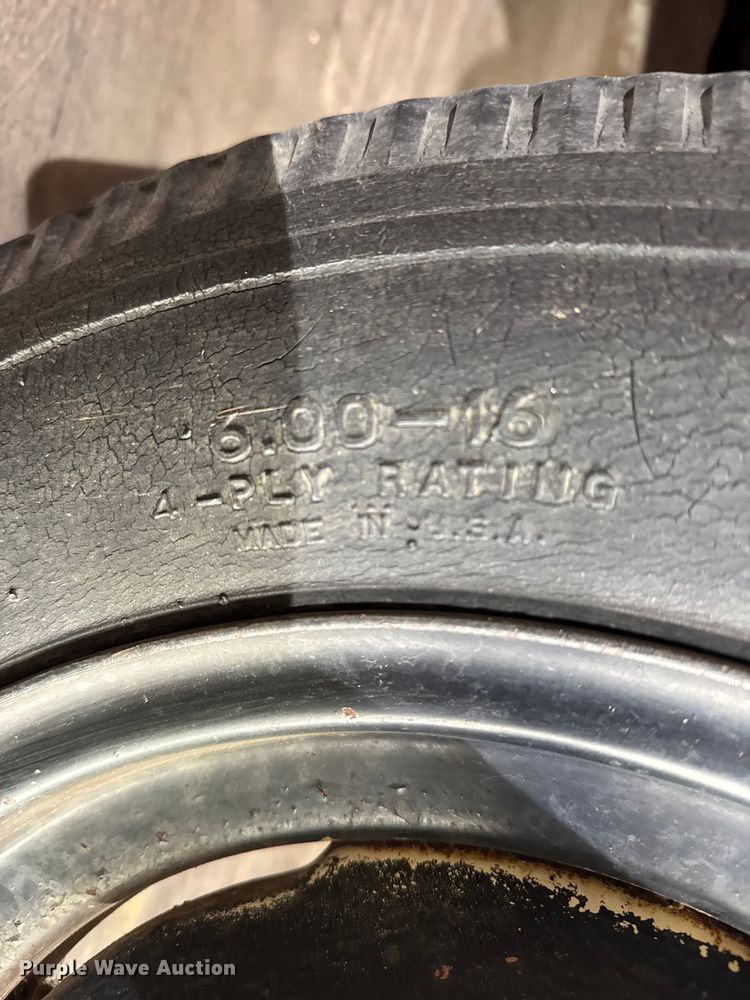 6.00-16
4-PLY RATING
MADE IN U.S.A.
Purple Wave Auction